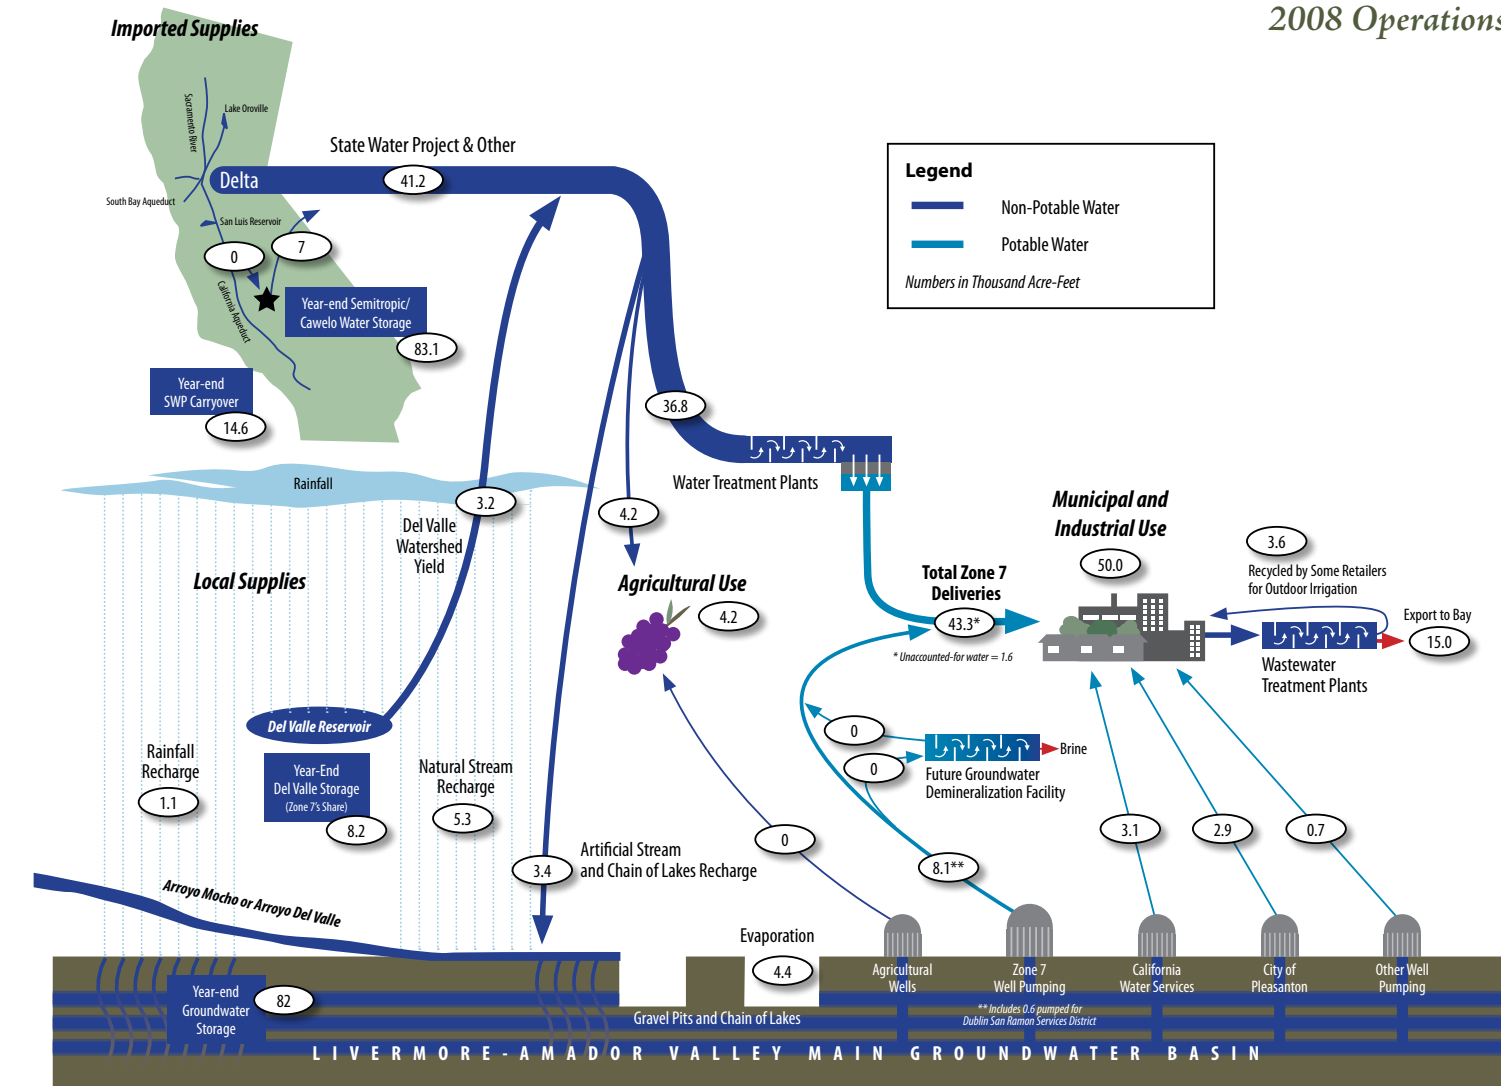 2008 Operations
Imported Supplies
Sacramento River
Lake Oroville
State Water Project & Other
Delta
41.2
South Bay Aqueduct
San Luis Reservoir
0
7
California Aqueduct
Year-end Semitropic/
Cawelo Water Storage
83.1
Year-end
SWP Carryover
14.6
Legend
Non-Potable Water
Potable Water
Numbers in Thousand Acre-Feet
36.8
Rainfall
Water Treatment Plants
3.2
Del Valle
Watershed
Yield
4.2
Local Supplies
Agricultural Use
4.2
Municipal and
Industrial Use
50.0
3.6
Recycled by Some Retailers
for Outdoor Irrigation
Total Zone 7
Deliveries
43.3*
* Unaccounted-for water = 1.6
Export to Bay
15.0
Wastewater
Treatment Plants
Del Valle Reservoir
Year-End
Del Valle Storage
(Zone 7's Share)
8.2
Rainfall
Recharge
1.1
Natural Stream
Recharge
5.3
0
0
Brine
Future Groundwater
Demineralization Facility
Artificial Stream
and Chain of Lakes Recharge
3.4
0
8.1**
3.1
2.9
0.7
Arroyo Mocho or Arroyo Del Valle
Evaporation
4.4
Year-end
Groundwater
Storage
82
Gravel Pits and Chain of Lakes
Agricultural
Wells
Zone 7
Well Pumping
** Includes 0.6 pumped for
Dublin San Ramon Services District
California
Water Services
City of
Pleasanton
Other Well
Pumping
LIVERMORE-AMADOR VALLEY MAIN GROUNDWATER BASIN